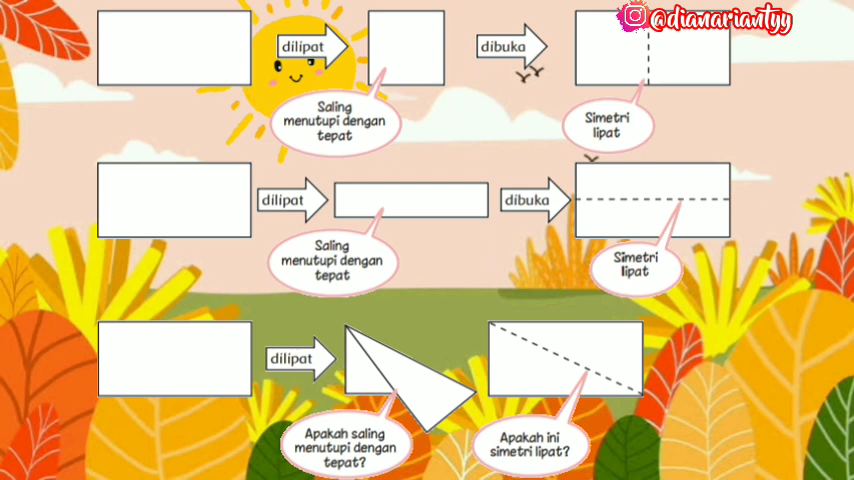 @dianariantyy
dilipat
dibuka
Saling
menutupi dengan
tepat
Simetri
lipat
dilipat
dibuka
Saling
menutupi dengan
tepat
Simetri
lipat
dilipat
Apakah saling
menutupi dengan
tepat?
Apakah ini
simetri lipat?